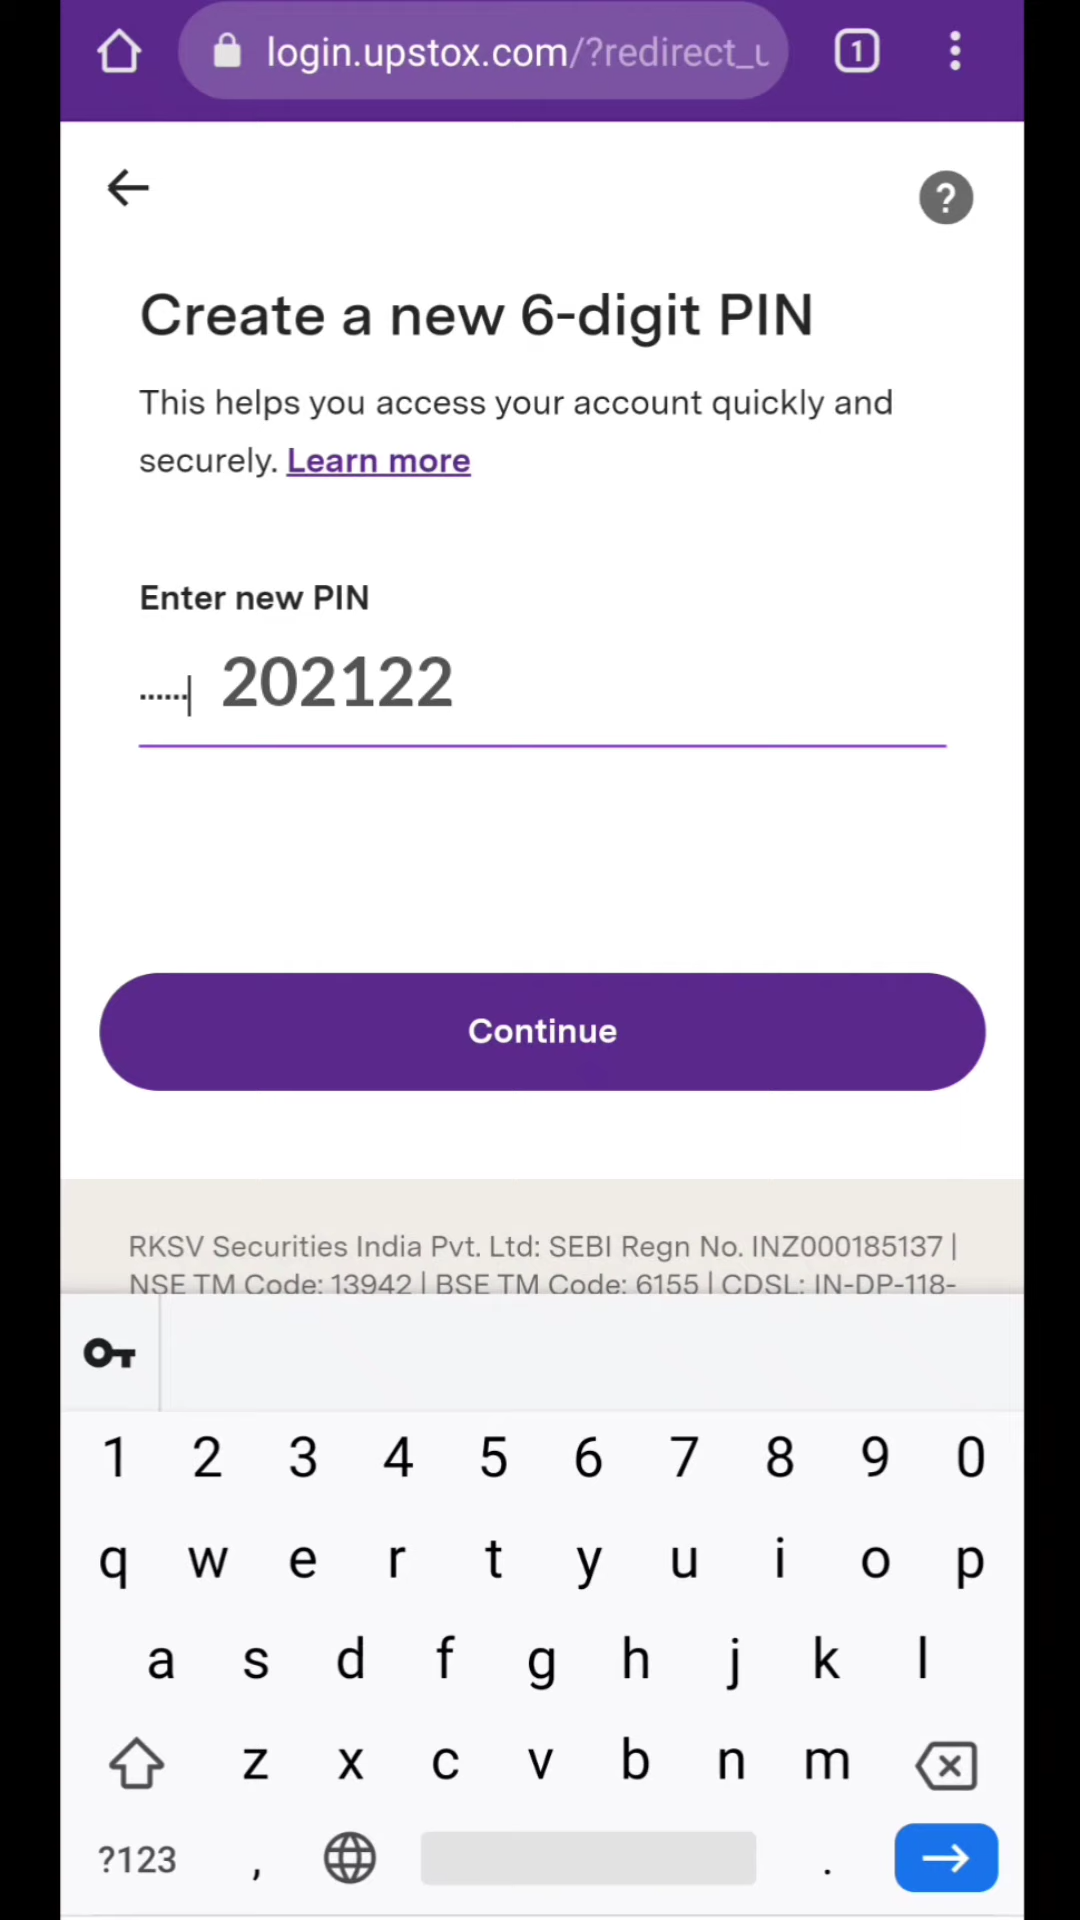 login.upstox.com/?redirect_u
1
?
Create a new 6-digit PIN
This helps you access your account quickly and
securely. Learn more
Enter new PIN
...... 202122
Continue
RKSV Securities India Pvt. Ltd: SEBI Regn No. INZ000185137 |
NSE TM Code: 13942 | BSE TM Code: 6155 | CDSL: IN-DP-118-
1 2 3 4 5 6 7 8 9 0
q w e r t y u i o p
a s d f g h j k l
z x c v b n m
?123 , .